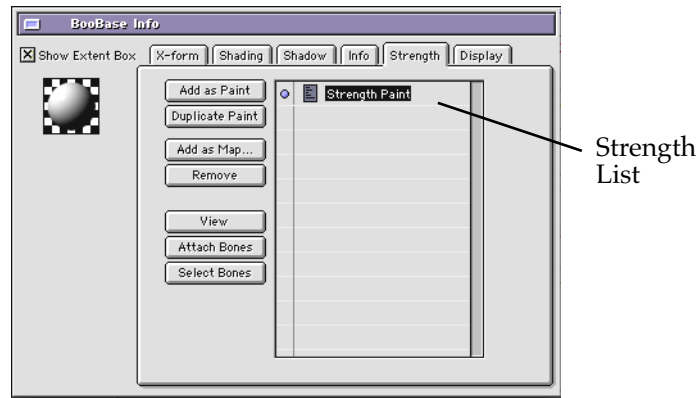 BooBase Info
Show Extent Box X-form Shading Shadow Info Strength Display
Add as Paint
Duplicate Paint
Add as Map...
Remove
View
Attach Bones
Select Bones
Strength Paint
Strength
List